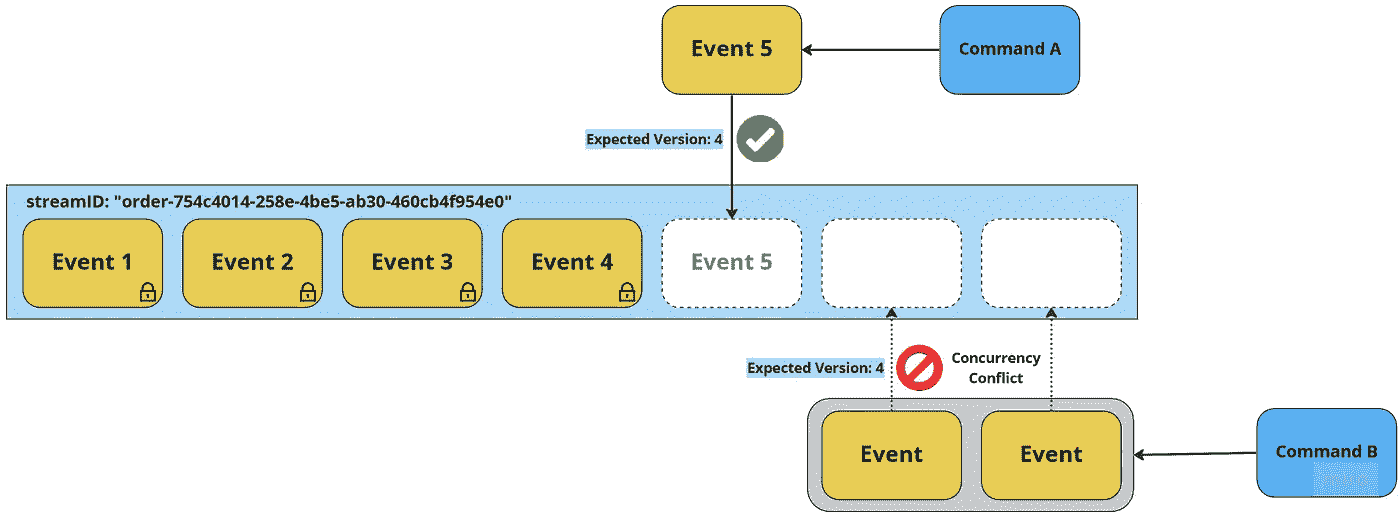 Event 5
Command A
Expected Version: 4
streamID: "order-754c4014-258e-4be5-ab30-460cb4f954e0"
Event 1
Event 2
Event 3
Event 4
Event 5
Expected Version: 4
Concurrency
Conflict
Event
Event
Command B